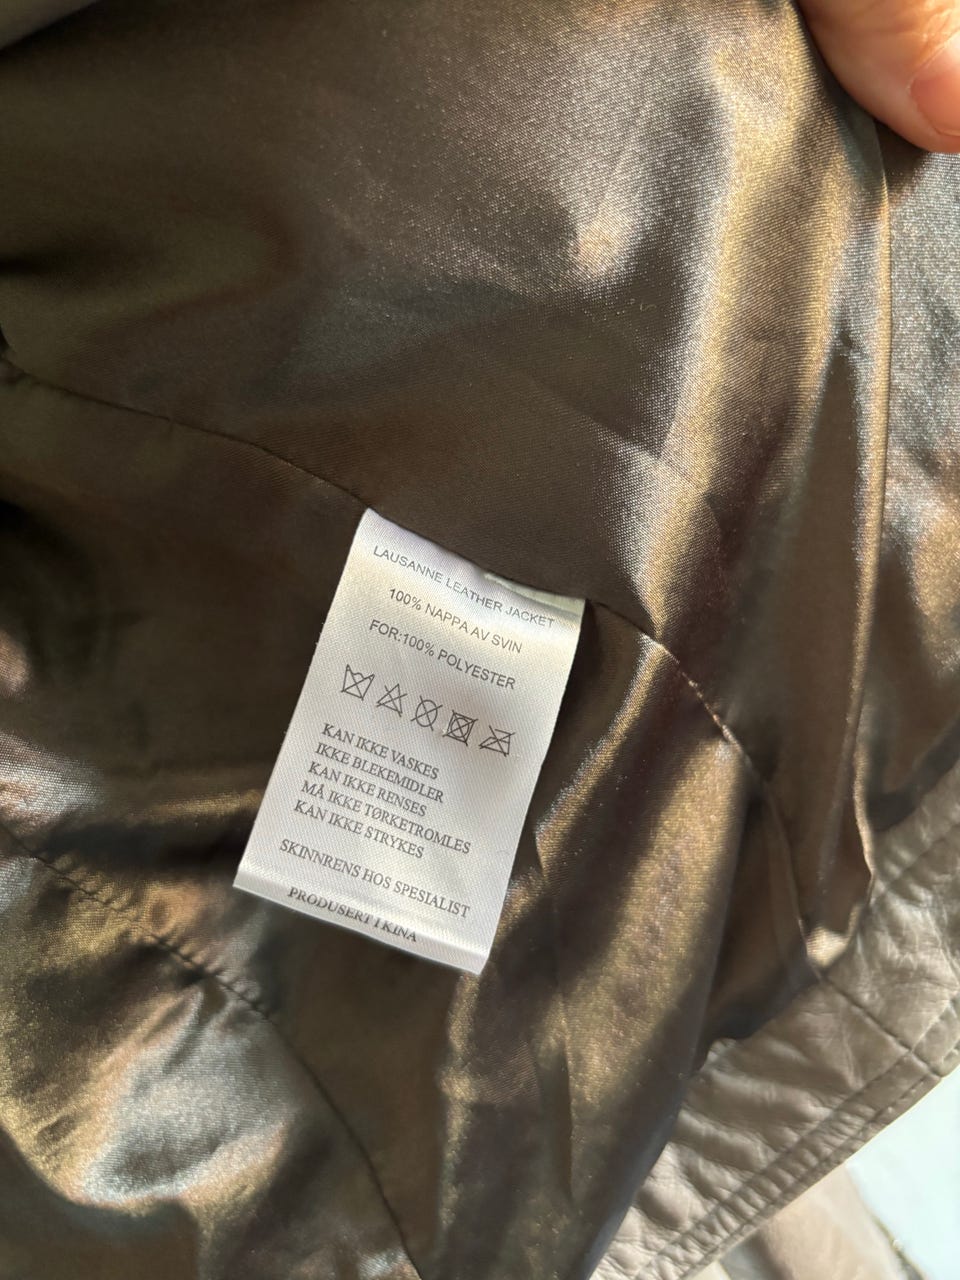 LAUSANNE LEATHER JACKET
100% NAPPA AV SVIN
FOR:100% POLYESTER
KAN IKKE VASKES
IKKE BLEKEMIDLER
KAN IKKE RENSES
MÅ IKKE TØRKETROMLES
KAN IKKE STRYKES
SKINNRENS HOS SPESIALIST
PRODUSERT I KINA